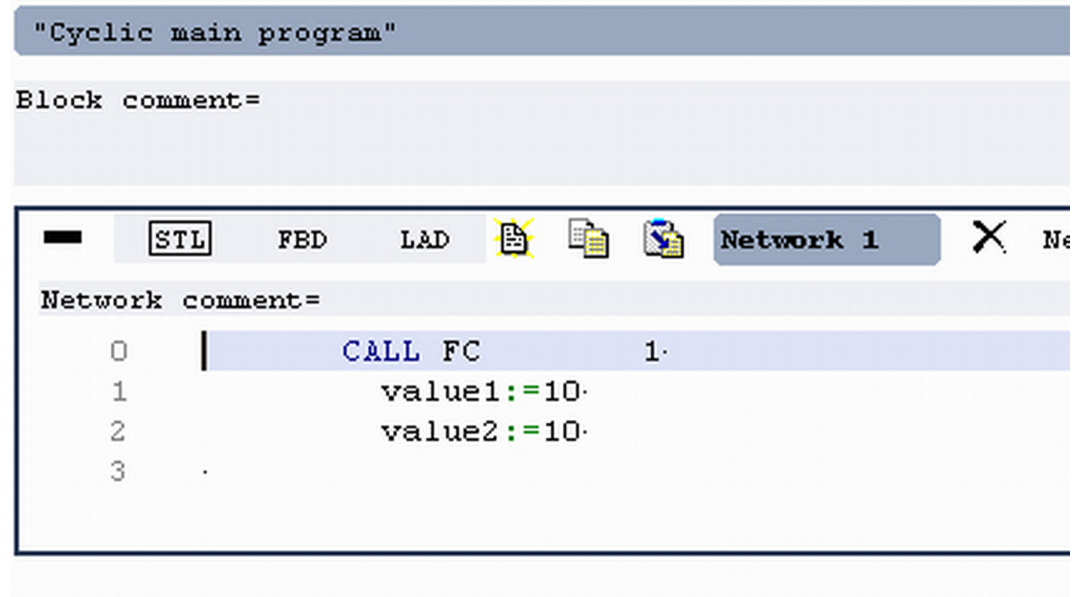 "Cyclic main program"
Block comment=
STL FBD LAD Network 1 Ne
Network comment=
0 CALL FC 1
1 value1:=10
2 value2:=10
3